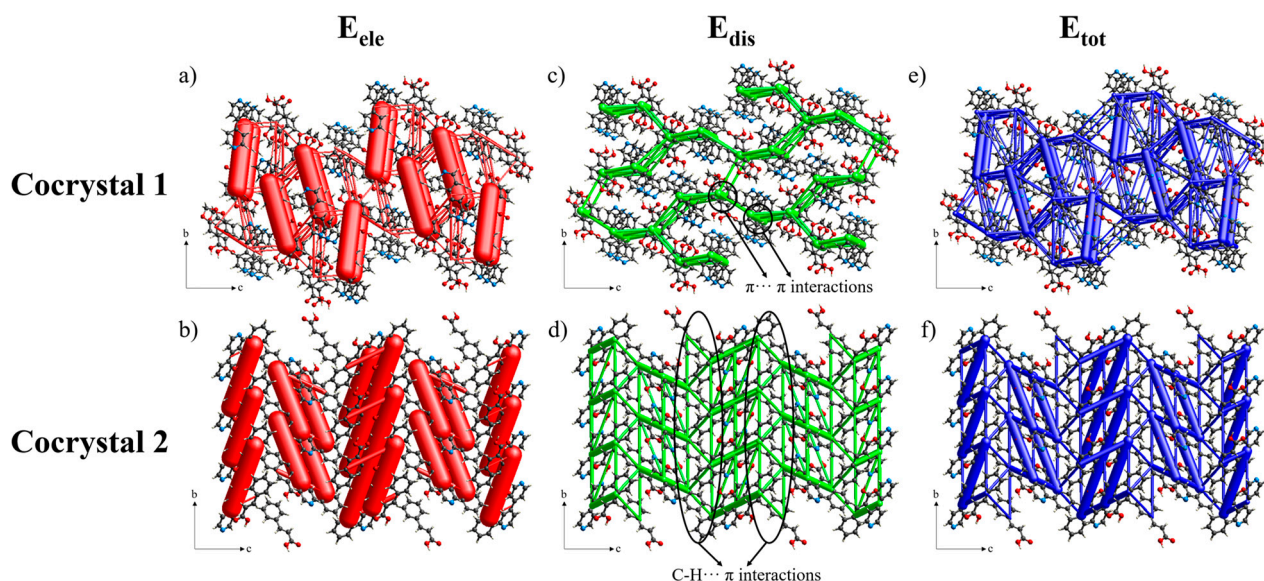 E_ele E_dis E_tot
a) c) e)
Cocrystal 1
b b b
c c c
π··· π interactions
b) d) f)
Cocrystal 2
b b b
c c c
C-H··· π interactions